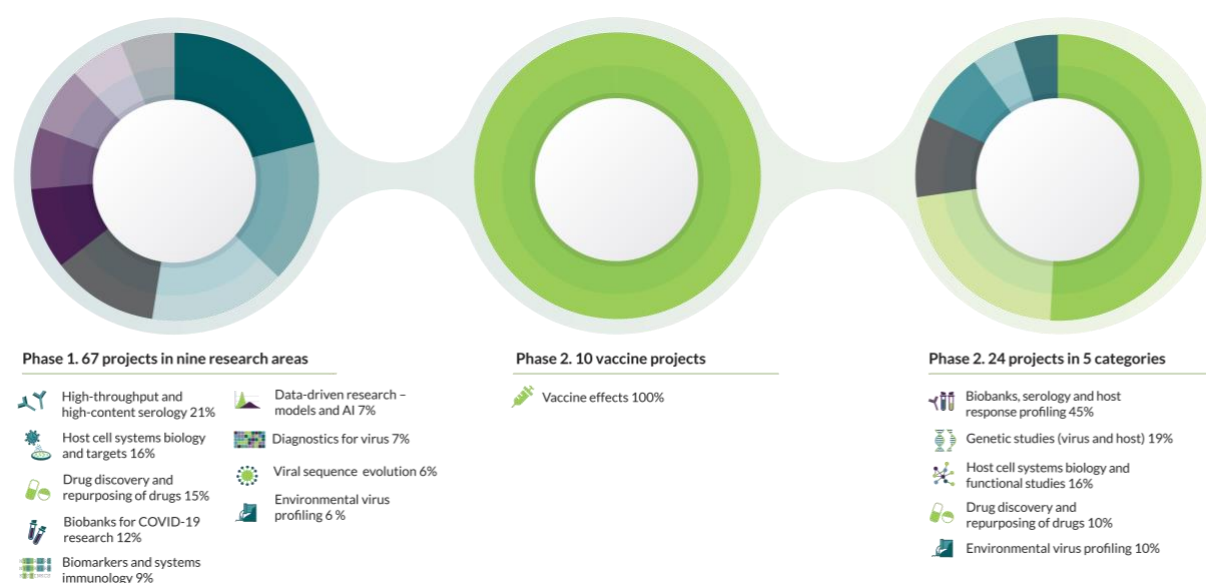 Phase 1. 67 projects in nine research areas
High-throughput and
high-content serology 21%
Host cell systems biology
and targets 16%
Drug discovery and
repurposing of drugs 15%
Biobanks for COVID-19
research 12%
Biomarkers and systems
immunology 9%
Data-driven research –
models and AI 7%
Diagnostics for virus 7%
Viral sequence evolution 6%
Environmental virus
profiling 6 %
Phase 2. 10 vaccine projects
Vaccine effects 100%
Phase 2. 24 projects in 5 categories
Biobanks, serology and host
response profiling 45%
Genetic studies (virus and host) 19%
Host cell systems biology and
functional studies 16%
Drug discovery and
repurposing of drugs 10%
Environmental virus profiling 10%